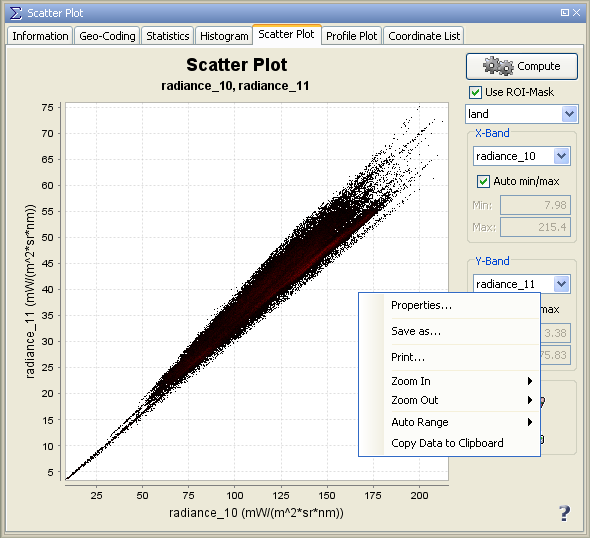 Σ Scatter Plot
Information Geo-Coding Statistics Histogram Scatter Plot Profile Plot Coordinate List
Scatter Plot
radiance_10, radiance_11
75
70
65
60
55
50
45
40
35
30
25
20
15
10
5
radiance_11 (mW/(m^2*sr*nm))
25 50 75 100 125 150 175 200
radiance_10 (mW/(m^2*sr*nm))
Compute
Use ROI-Mask
land
X-Band
radiance_10
Auto min/max
Min: 7.98
Max: 215.4
Y-Band
radiance_11
max
3.38
75.83
Properties...
Save as...
Print...
Zoom In
Zoom Out
Auto Range
Copy Data to Clipboard
?